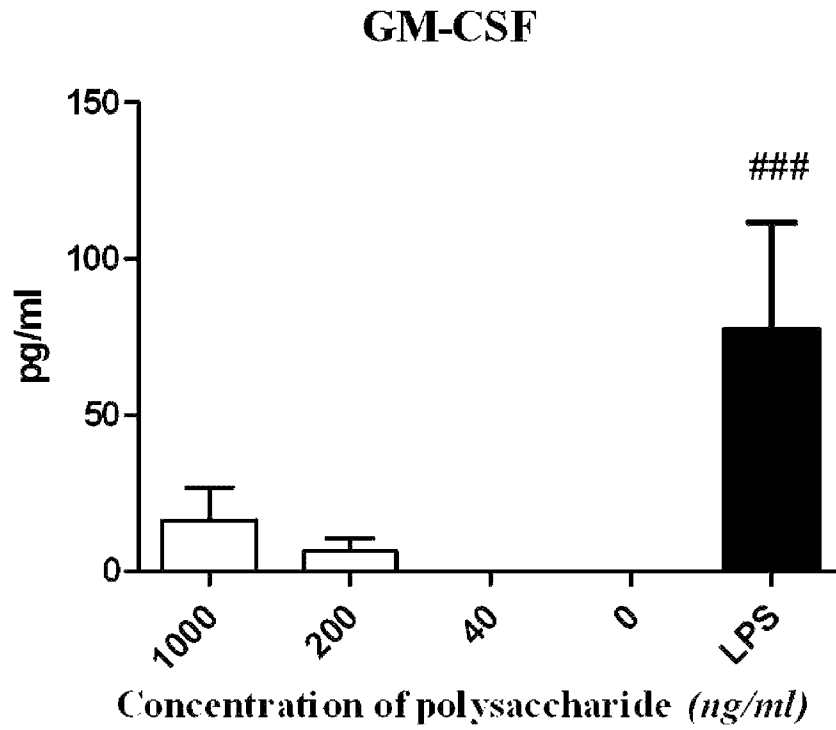 GM-CSF
150
###
100
pg/ml
50
0
1000
200
40
0
LPS
Concentration of polysaccharide (ng/ml)